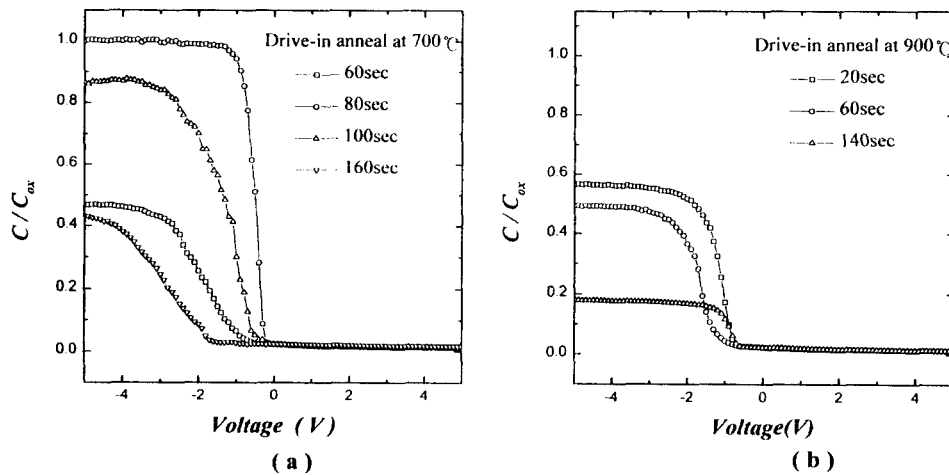 1.0
0.8
0.6
0.4
0.2
0.0
C / C_ox
Drive-in anneal at 700℃
60sec
80sec
100sec
160sec
-4 -2 0 2 4
Voltage ( V )
( a )
1.0
0.8
0.6
0.4
0.2
0.0
C / C_ox
Drive-in anneal at 900℃
20sec
60sec
140sec
-4 -2 0 2 4
Voltage(V)
( b )